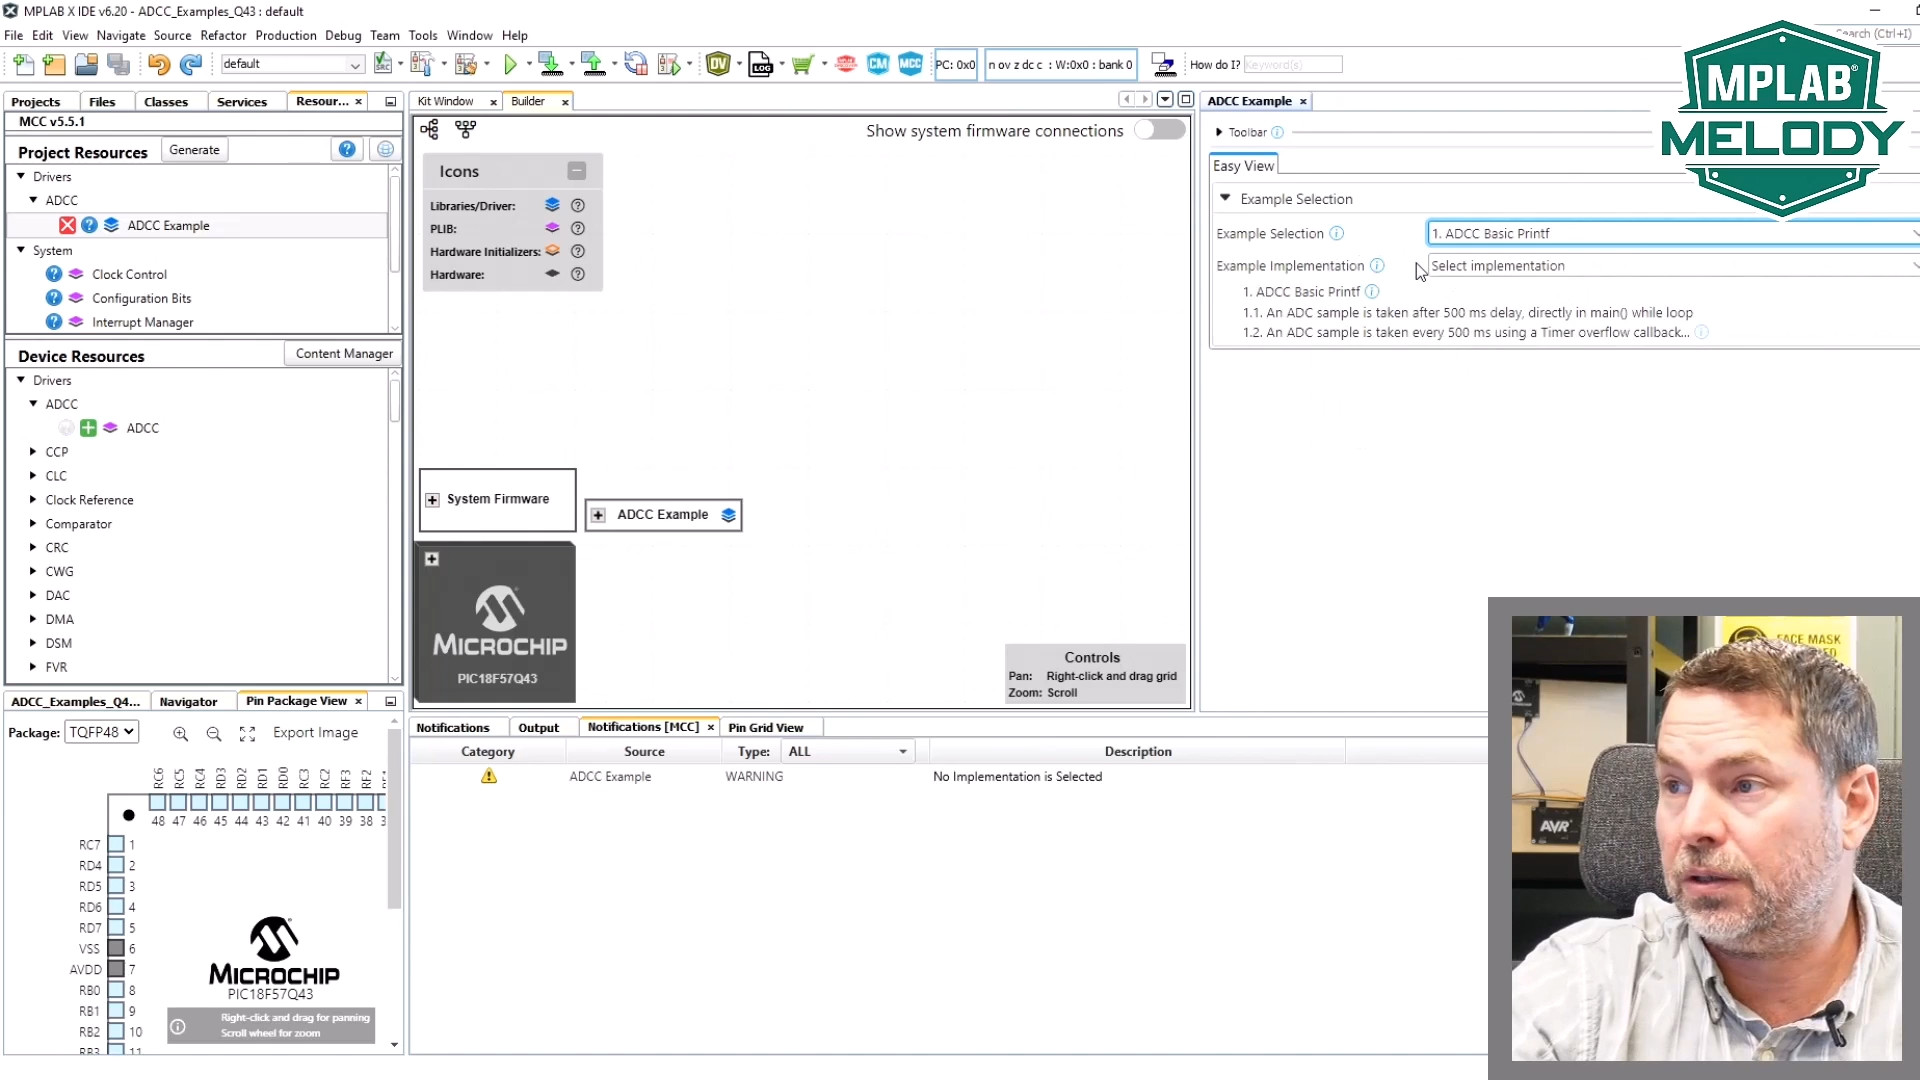 MPLAB X IDE v6.20 - ADCC_Examples_Q43 : default
File Edit View Navigate Source Refactor Production Debug Team Tools Window Help
Search (Ctrl+I)
default
PC: 0x0
n ov z dc c : W:0x0 : bank 0
How do I? Keyword(s)
MPLAB®
MELODY
Projects Files Classes Services Resour...
MCC v5.5.1
Project Resources Generate
Drivers
ADCC
ADCC Example
System
Clock Control
Configuration Bits
Interrupt Manager
Device Resources Content Manager
Drivers
ADCC
ADCC
CCP
CLC
Clock Reference
Comparator
CRC
CWG
DAC
DMA
DSM
FVR
Kit Window Builder
Show system firmware connections
Icons
Libraries/Driver:
PLIB:
Hardware Initializers:
Hardware:
System Firmware
ADCC Example
MICROCHIP
PIC18F57Q43
Controls
Pan: Right-click and drag grid
Zoom: Scroll
ADCC Example
Toolbar
Easy View
Example Selection
Example Selection 1. ADCC Basic Printf
Example Implementation Select implementation
1. ADCC Basic Printf
1.1. An ADC sample is taken after 500 ms delay, directly in main() while loop
1.2. An ADC sample is taken every 500 ms using a Timer overflow callback...
ADCC_Examples_Q4... Navigator Pin Package View
Package: TQFP48 Export Image
RC6 RC5 RC4 RD3 RD2 RD1 RD0 RC3 RC2 RF3 RF2
48 47 46 45 44 43 42 41 40 39 38
RC7 1
RD4 2
RD5 3
RD6 4
RD7 5
VSS 6
AVDD 7
RB0 8
RB1 9
RB2 10
RB3 11
MICROCHIP
PIC18F57Q43
Right-click and drag for panning
Scroll wheel for zoom
Notifications Output Notifications [MCC] Pin Grid View
Category Source Type: ALL Description
ADCC Example WARNING No Implementation is Selected
FACE MASK
AVR